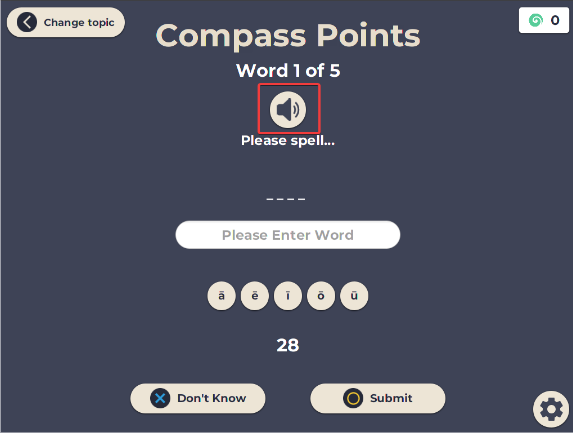 Change topic
0
Compass Points
Word 1 of 5
Please spell...
_ _ _ _
Please Enter Word
ā ē ī ō ū
28
Don't Know
Submit